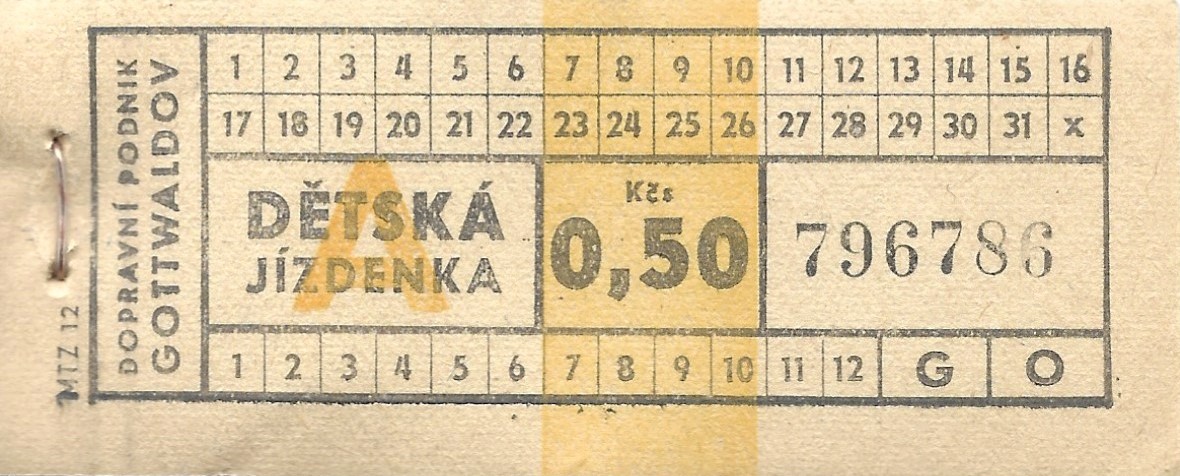 MTZ 12
DOPRAVNÍ PODNIK
GOTTWALDOV
1 2 3 4 5 6 7 8 9 10 11 12 13 14 15 16
17 18 19 20 21 22 23 24 25 26 27 28 29 30 31 x
A
DĚTSKÁ
JÍZDENKA
Kčs
0,50
796786
1 2 3 4 5 6 7 8 9 10 11 12 G O